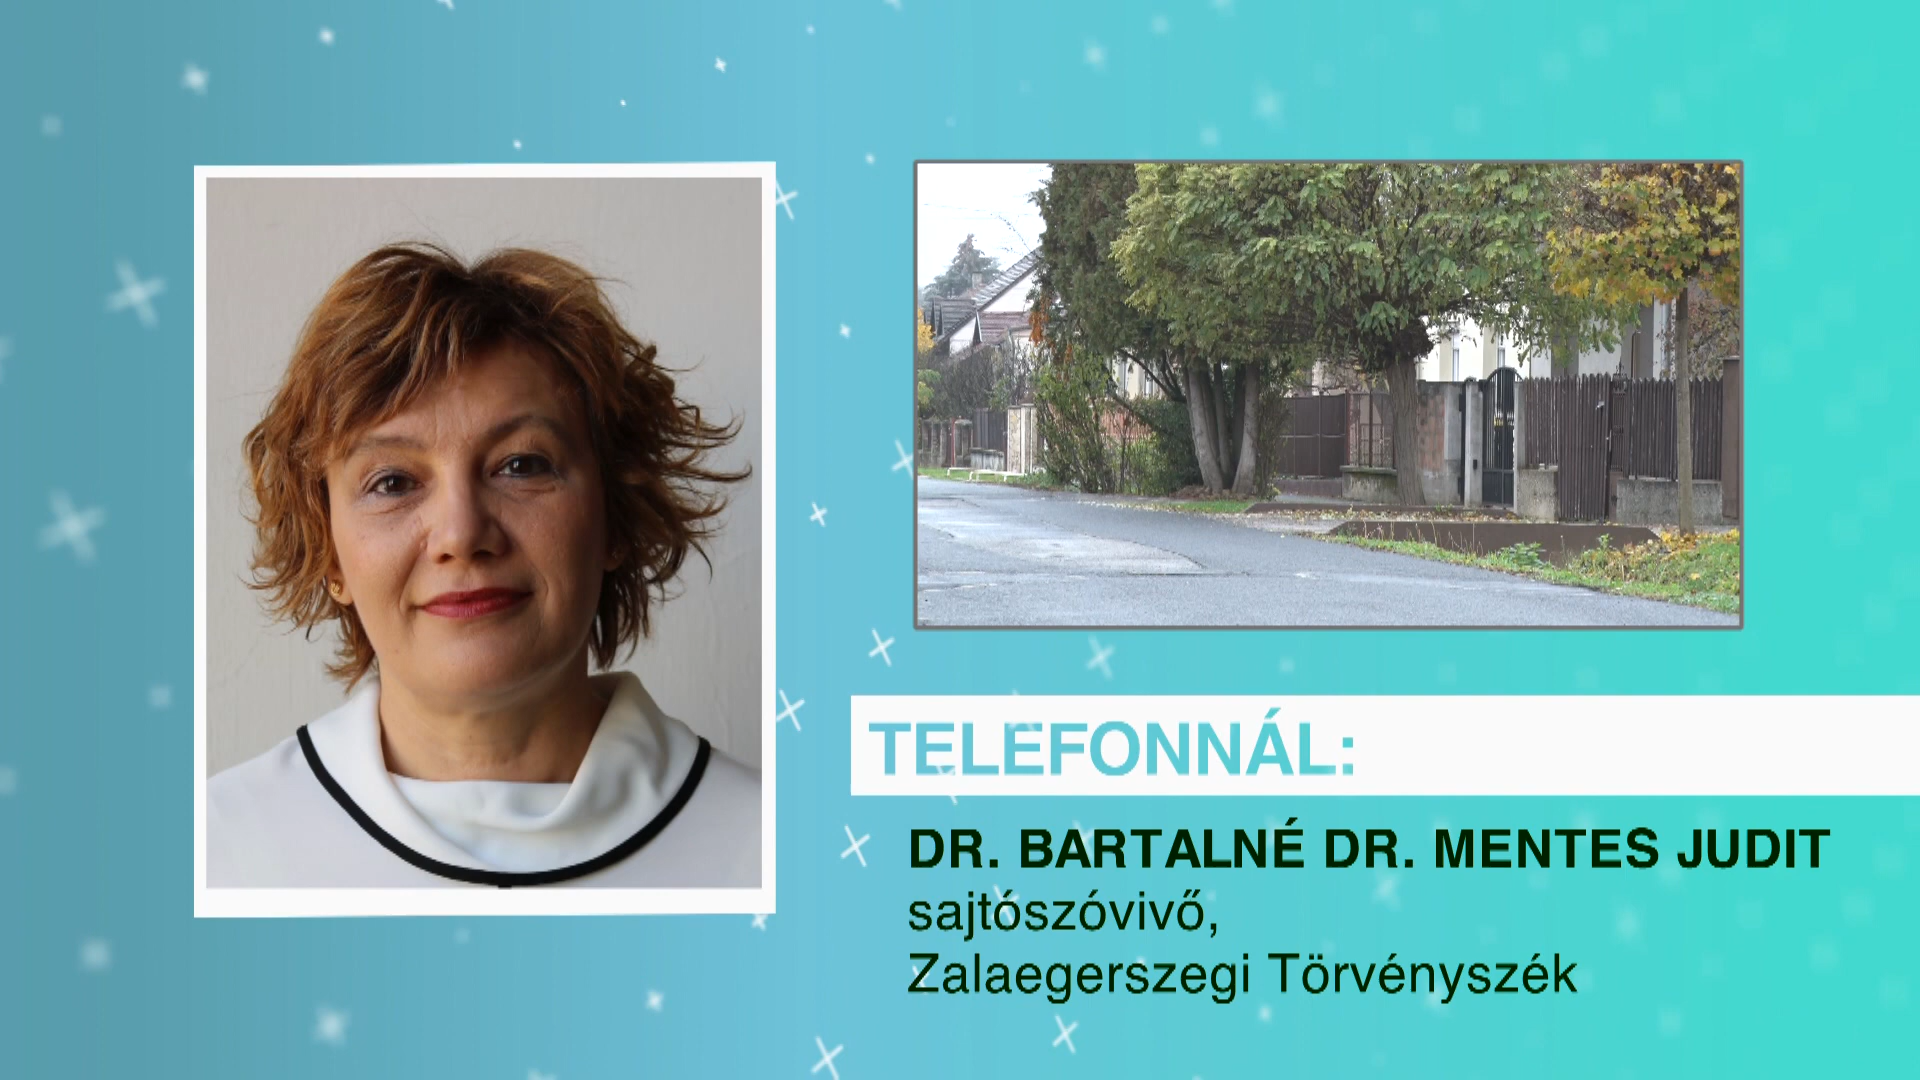 TELEFONNÁL:
DR. BARTALNÉ DR. MENTES JUDIT
sajtószóvivő,
Zalaegerszegi Törvényszék